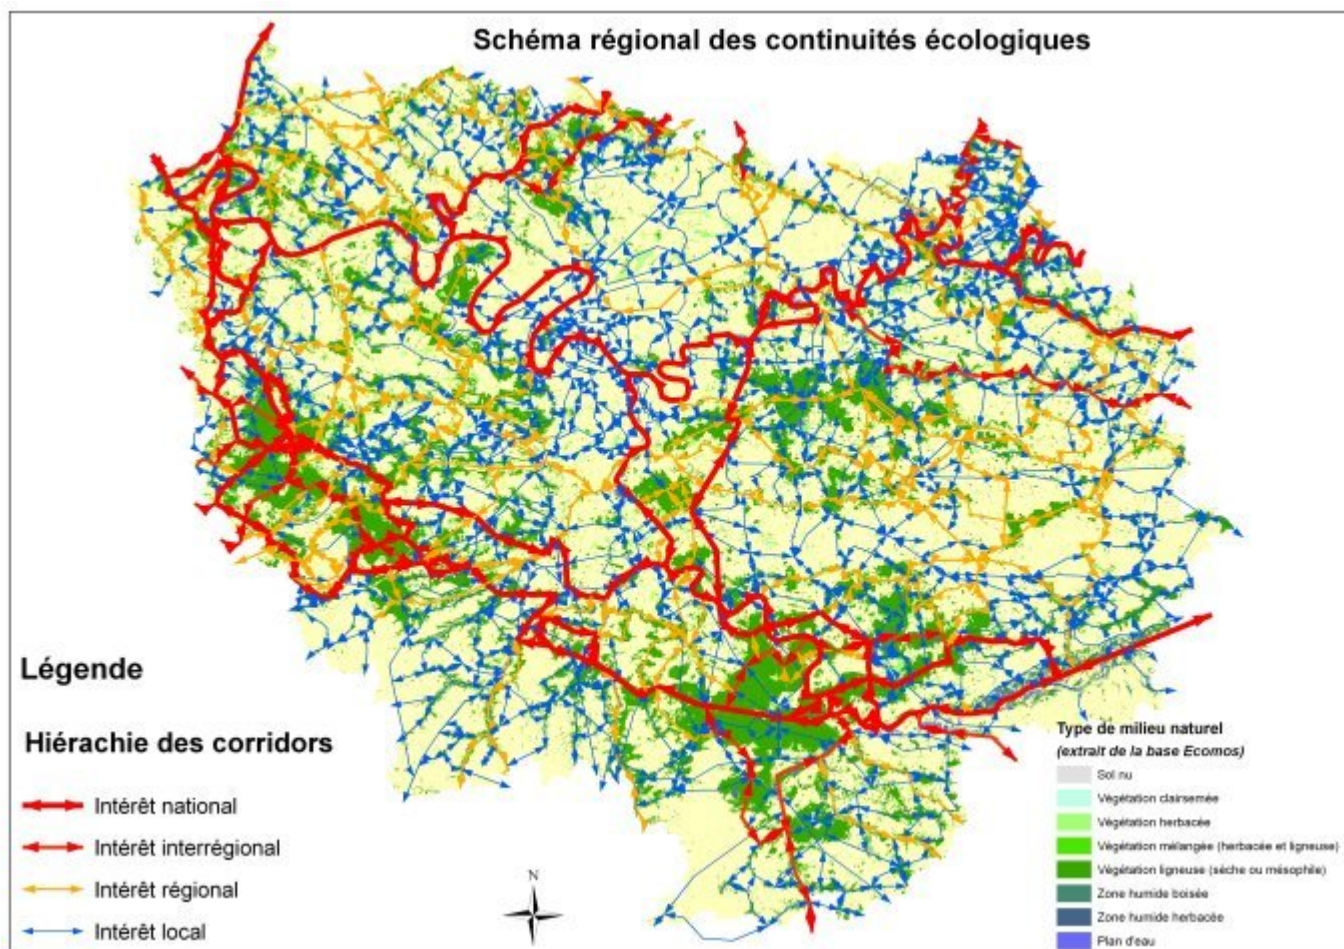 Schéma régional des continuités écologiques
Légende
Hiérachie des corridors
Intérêt national
Intérêt interrégional
Intérêt régional
Intérêt local
N
Type de milieu naturel
(extrait de la base Ecomos)
Sol nu
Végétation clairsemée
Végétation herbacée
Végétation mélangée (herbacée et ligneuse)
Végétation ligneuse (sèche ou mésophile)
Zone humide boisée
Zone humide herbacée
Plan d'eau